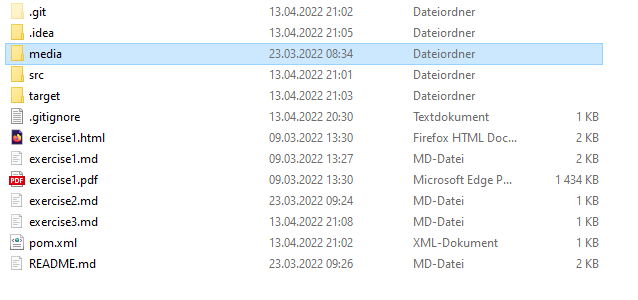 .git 13.04.2022 21:02 Dateiordner
.idea 13.04.2022 21:05 Dateiordner
media 23.03.2022 08:34 Dateiordner
src 13.04.2022 21:01 Dateiordner
target 13.04.2022 21:03 Dateiordner
.gitignore 13.04.2022 20:30 Textdokument 1 KB
exercise1.html 09.03.2022 13:30 Firefox HTML Doc... 2 KB
exercise1.md 09.03.2022 13:27 MD-Datei 2 KB
PDF exercise1.pdf 09.03.2022 13:30 Microsoft Edge P... 1 434 KB
exercise2.md 23.03.2022 09:24 MD-Datei 1 KB
exercise3.md 13.04.2022 21:08 MD-Datei 1 KB
pom.xml 13.04.2022 21:02 XML-Dokument 1 KB
README.md 23.03.2022 09:26 MD-Datei 2 KB